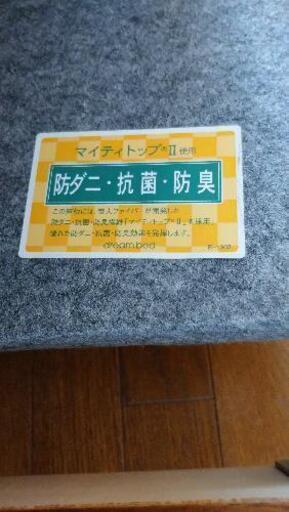 マイティトップ®Ⅱ使用
防ダニ・抗菌・防臭
この商品には、帝人ファイバーが開発した
防ダニ・抗菌・防臭繊維「マイティトップ®Ⅱ」を採用。
優れた防ダニ・抗菌・防臭効果を発揮します。
dream bed